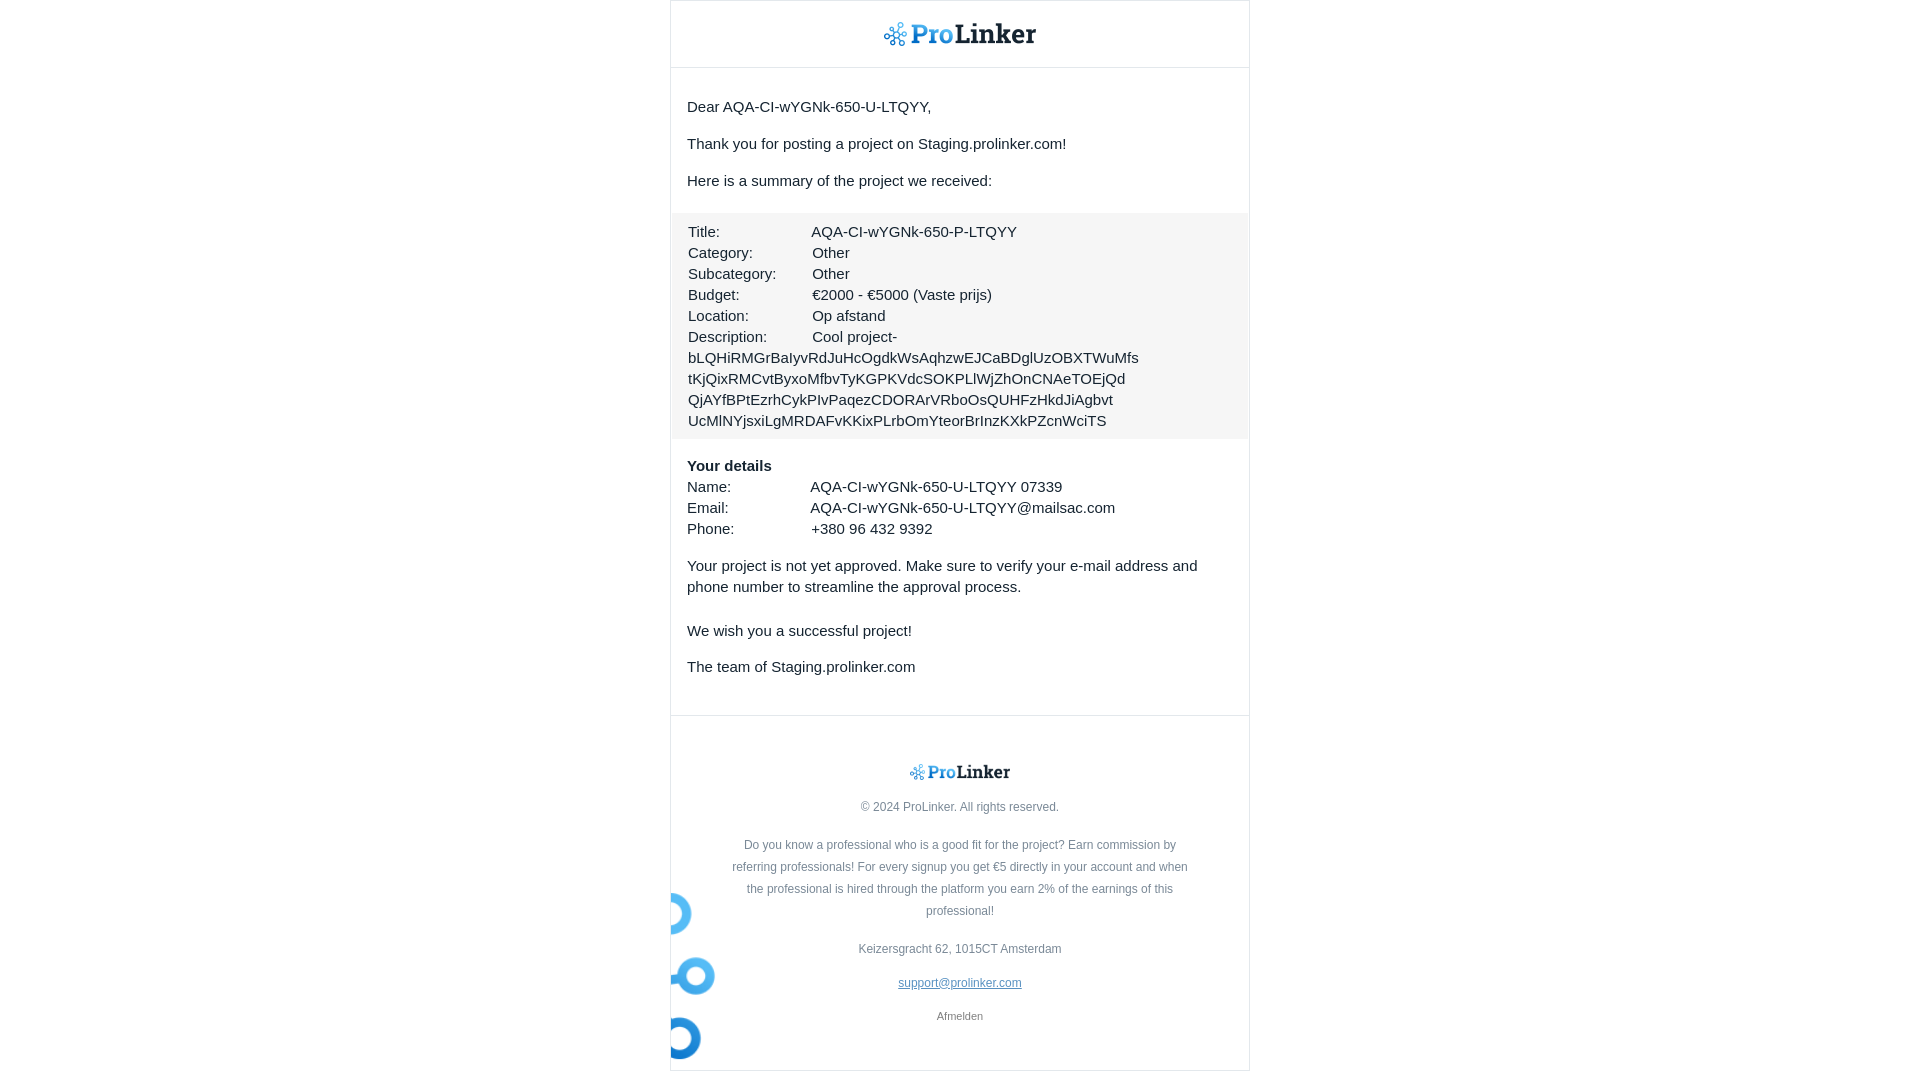 ProLinker
Dear AQA-CI-wYGNk-650-U-LTQYY,
Thank you for posting a project on Staging.prolinker.com!
Here is a summary of the project we received:
Title: AQA-CI-wYGNk-650-P-LTQYY
Category: Other
Subcategory: Other
Budget: €2000 - €5000 (Vaste prijs)
Location: Op afstand
Description: Cool project-
bLQHiRMGrBaIyvRdJuHcOgdkWsAqhzwEJCaBDglUzOBXTWuMfs
tKjQixRMCvtByxoMfbvTyKGPKVdcSOKPLlWjZhOnCNAeTOEjQd
QjAYfBPtEzrhCykPIvPaqezCDORArVRboOsQUHFzHkdJiAgbvt
UcMlNYjsxiLgMRDAFvKKixPLrbOmYteorBrInzKXkPZcnWciTS
Your details
Name: AQA-CI-wYGNk-650-U-LTQYY 07339
Email: AQA-CI-wYGNk-650-U-LTQYY@mailsac.com
Phone: +380 96 432 9392
Your project is not yet approved. Make sure to verify your e-mail address and
phone number to streamline the approval process.
We wish you a successful project!
The team of Staging.prolinker.com
ProLinker
© 2024 ProLinker. All rights reserved.
Do you know a professional who is a good fit for the project? Earn commission by
referring professionals! For every signup you get €5 directly in your account and when
the professional is hired through the platform you earn 2% of the earnings of this
professional!
Keizersgracht 62, 1015CT Amsterdam
support@prolinker.com
Afmelden